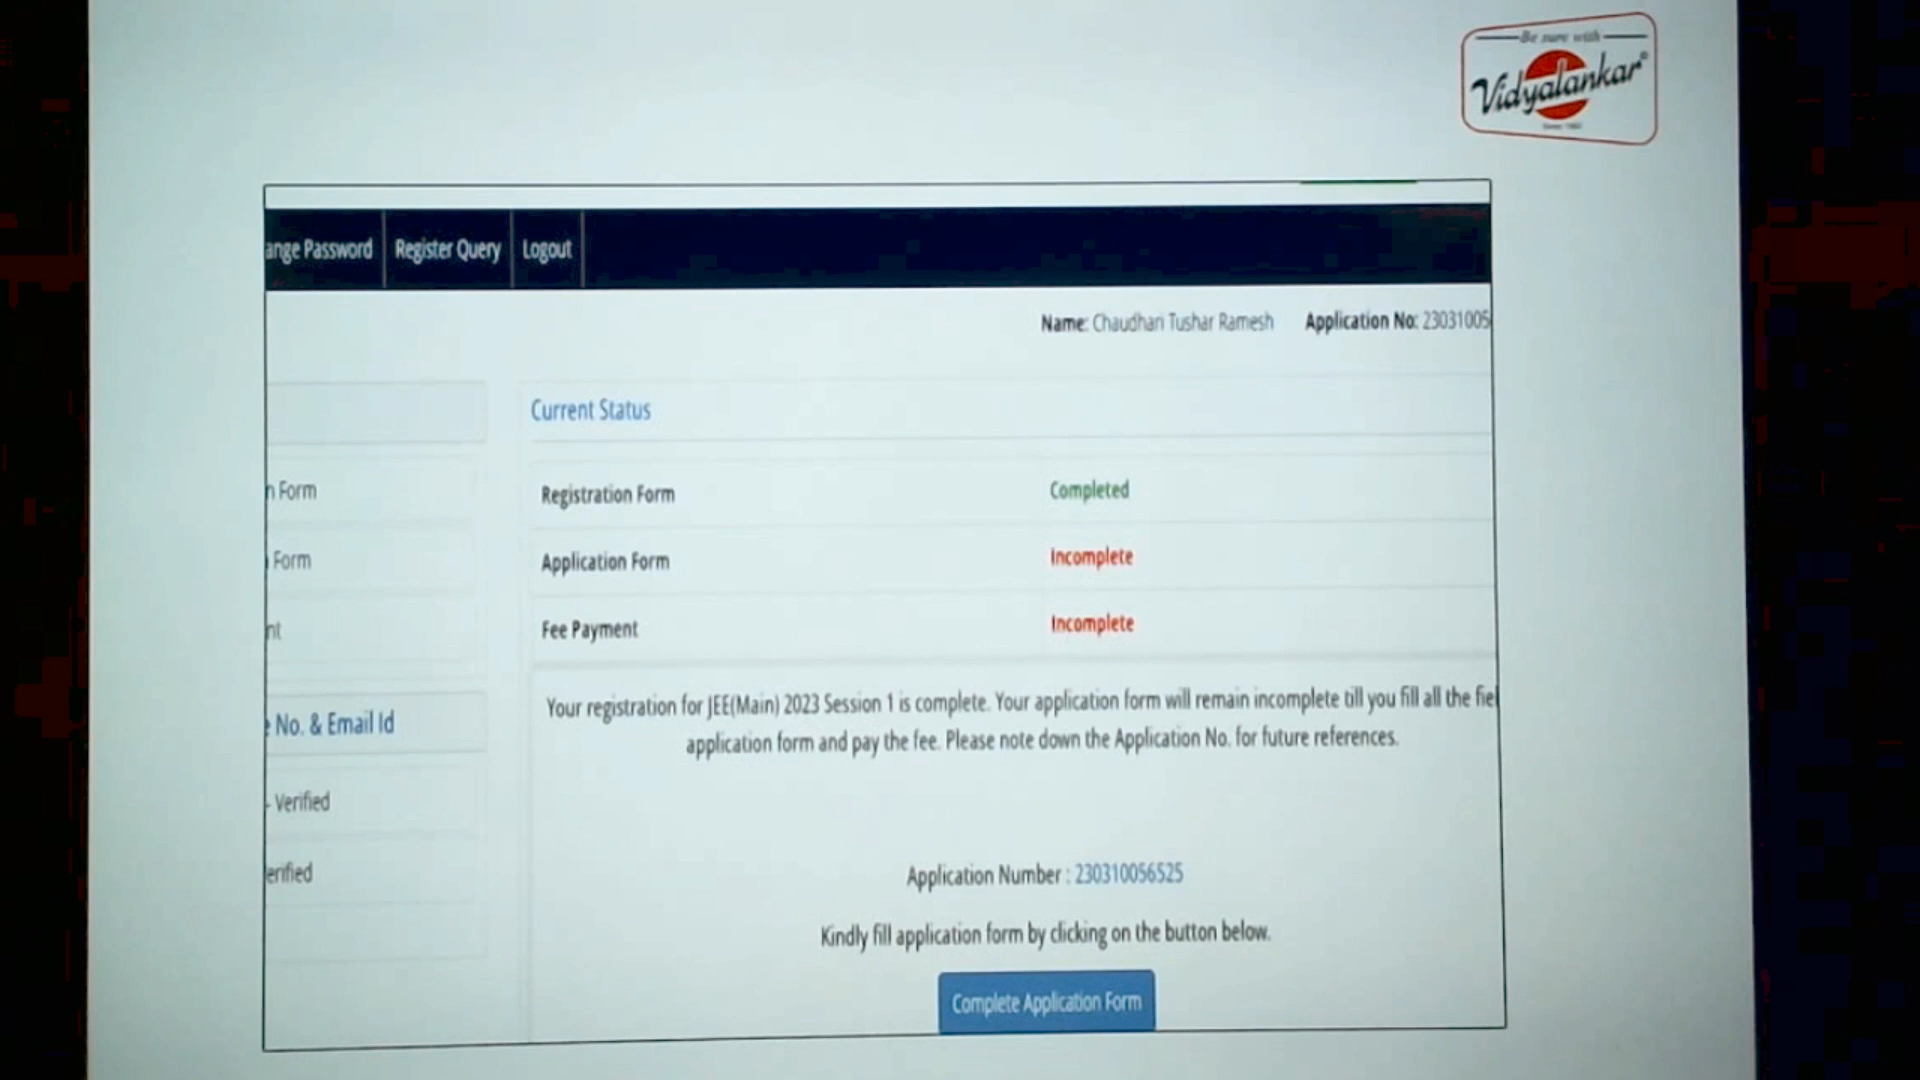 Be sure with
Vidyalankar
ange Password Register Query Logout
Name: Chaudhari Tushar Ramesh Application No: 23031005
Current Status
n Form
Registration Form Completed
Form
Application Form Incomplete
nt
Fee Payment Incomplete
Your registration for JEE(Main) 2023 Session 1 is complete. Your application form will remain incomplete till you fill all the fiel
application form and pay the fee. Please note down the Application No. for future references.
No. & Email Id
- Verified
erified
Application Number : 230310056525
Kindly fill application form by clicking on the button below.
Complete Application Form